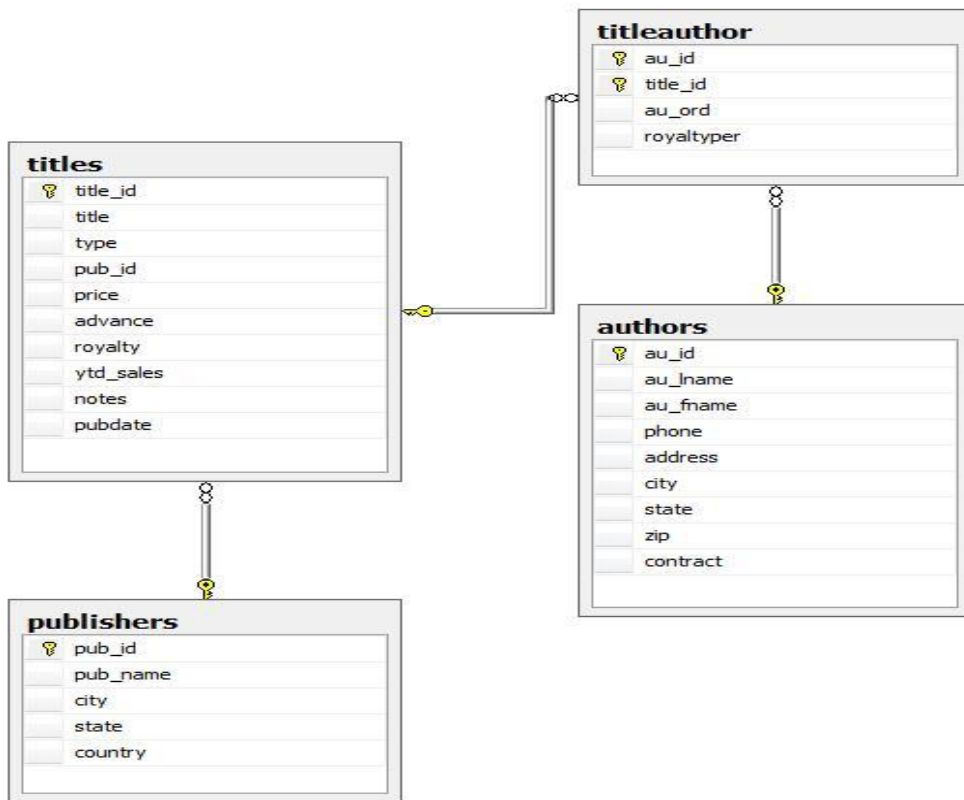 titleauthor
au_id
title_id
au_ord
royaltyper
titles
title_id
title
type
pub_id
price
advance
royalty
ytd_sales
notes
pubdate
authors
au_id
au_lname
au_fname
phone
address
city
state
zip
contract
publishers
pub_id
pub_name
city
state
country